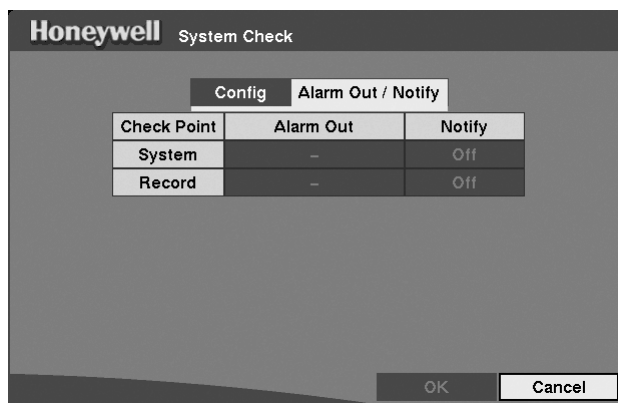 Honeywell System Check
Config Alarm Out / Notify
Check Point Alarm Out Notify
System – Off
Record – Off
OK Cancel